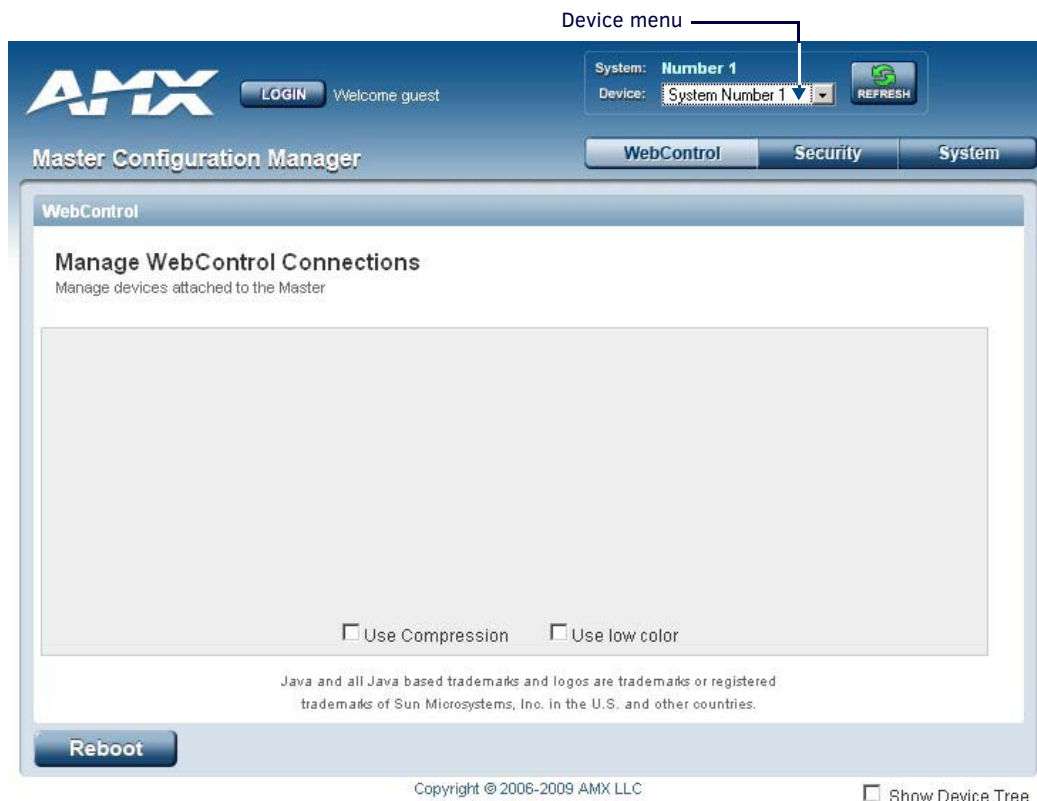 Device menu
AMX LOGIN Welcome guest
System: Number 1
Device: System Number 1 REFRESH
Master Configuration Manager
WebControl Security System
WebControl
Manage WebControl Connections
Manage devices attached to the Master
Use Compression Use low color
Java and all Java based trademarks and logos are trademarks or registered
trademarks of Sun Microsystems, Inc. in the U.S. and other countries.
Reboot
Copyright © 2006-2009 AMX LLC
Show Device Tree